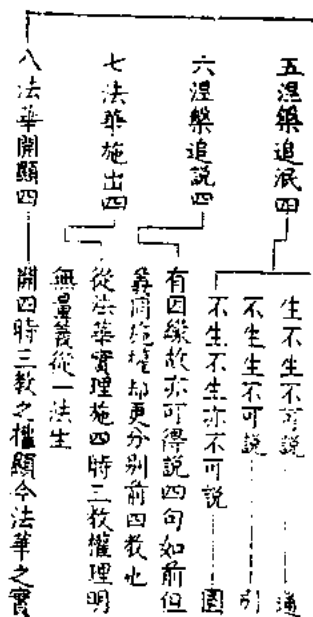 五涅槃追泯四
生不生不可説 通
不生生不可説 別
不生不生亦不可説 圓
六涅槃追説四
有因縁故亦可得説四句如前但
義同施權却更分別前四教也
七法華施出四
從法華實理施四時三教權理明
無量義從一法生
八法華開顯四
開四時三教之權顯今法華之實